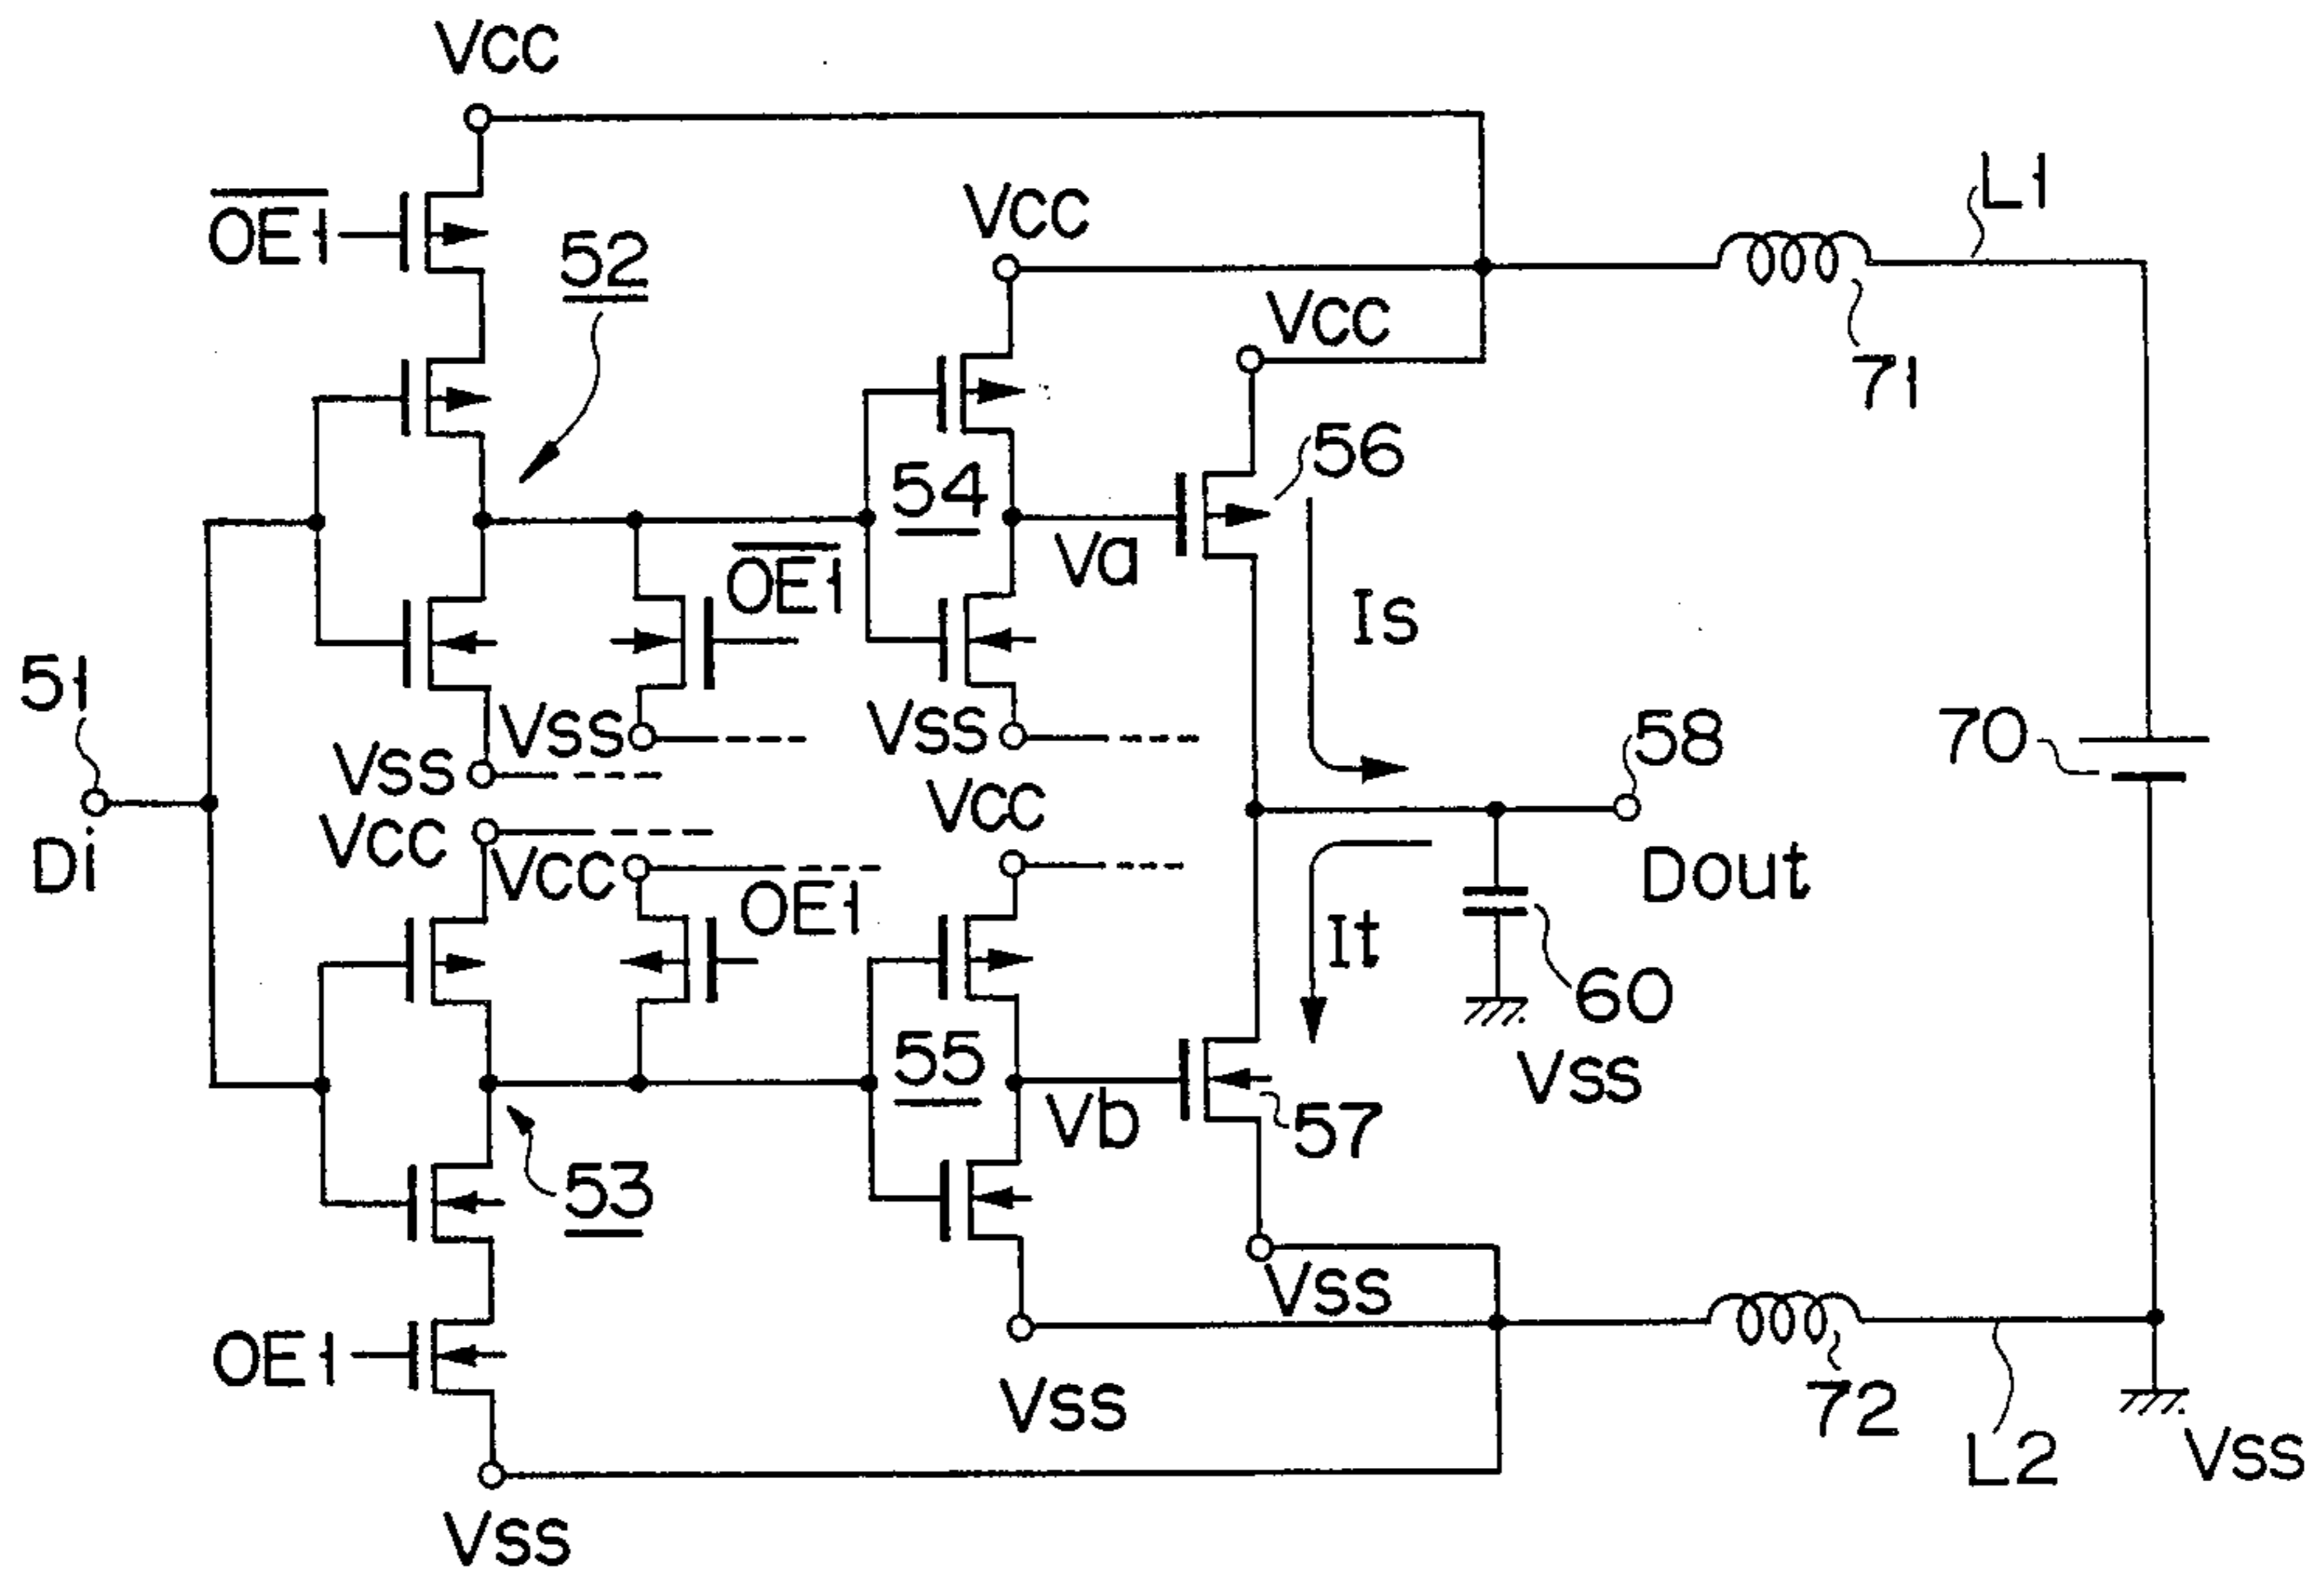 VCC
L1
OE1
VCC
52
VCC
71
56
54
OE1
Va
Is
51
VSS
VSS
VSS
58
70
VCC
VCC
VCC
Di
Dout
OE1
It
60
55
VSS
Vb
57
53
VSS
OE1
VSS
72
L2
VSS
VSS